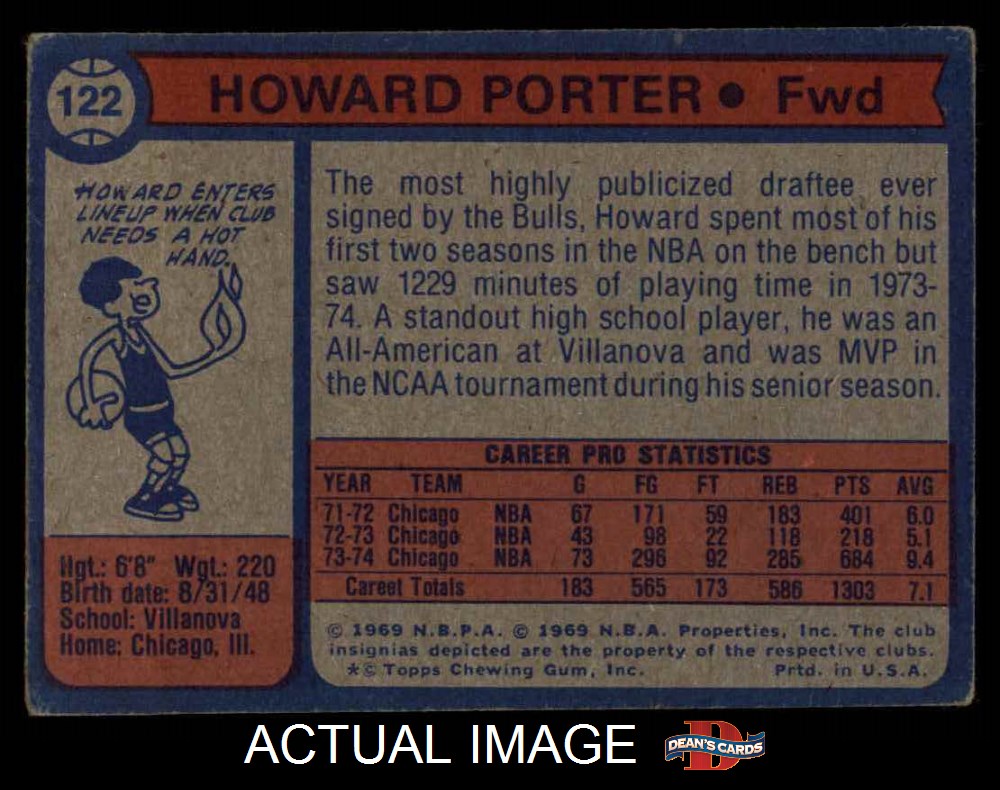 122
HOWARD PORTER • Fwd
HOWARD ENTERS
LINEUP WHEN CLUB
NEEDS A HOT
HAND.
The most highly publicized draftee ever
signed by the Bulls, Howard spent most of his
first two seasons in the NBA on the bench but
saw 1229 minutes of playing time in 1973-
74. A standout high school player, he was an
All-American at Villanova and was MVP in
the NCAA tournament during his senior season.
CAREER PRO STATISTICS
YEAR TEAM G FG FT REB PTS AVG
71-72 Chicago NBA 67 171 59 183 401 6.0
72-73 Chicago NBA 43 98 22 118 218 5.1
73-74 Chicago NBA 73 296 92 285 684 9.4
Career Totals 183 565 173 586 1303 7.1
Hgt.: 6'8" Wgt.: 220
Birth date: 8/31/48
School: Villanova
Home: Chicago, Ill.
© 1969 N.B.P.A. © 1969 N.B.A. Properties, Inc. The club
insignias depicted are the property of the respective clubs.
*© Topps Chewing Gum, Inc. Prtd. in U.S.A.
ACTUAL IMAGE
DEAN'S CARDS